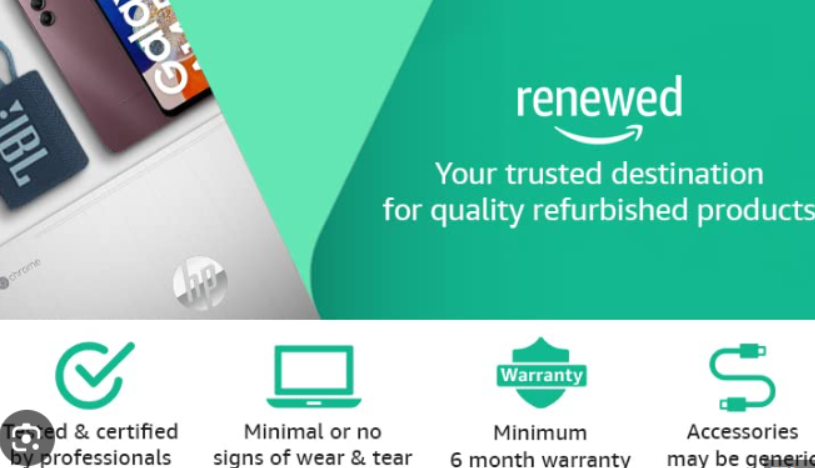 Galaxy
JBL
chrome
hp
renewed
Your trusted destination
for quality refurbished products
Tested & certified
by professionals
Minimal or no
signs of wear & tear
Warranty
Minimum
6 month warranty
Accessories
may be generic